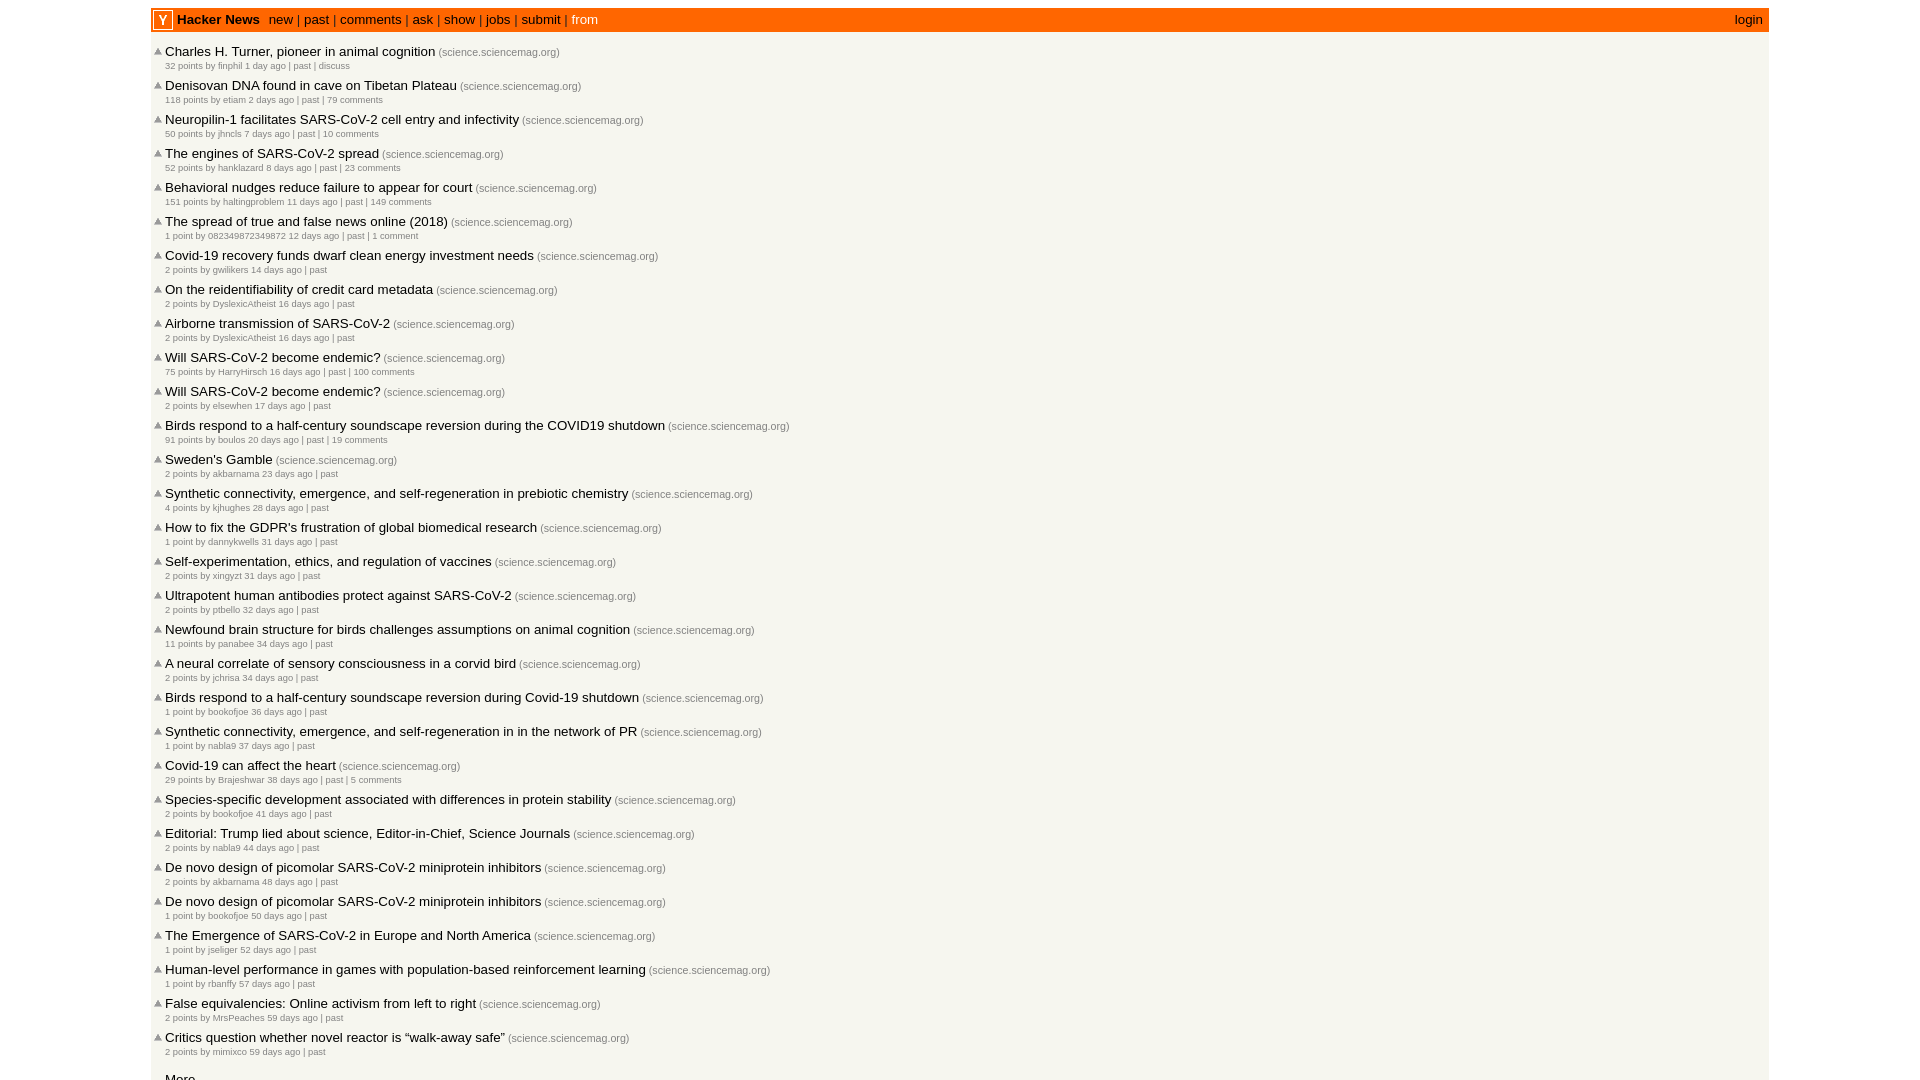 Y Hacker News new | past | comments | ask | show | jobs | submit | from login
Charles H. Turner, pioneer in animal cognition (science.sciencemag.org)
32 points by finphil 1 day ago | past | discuss
Denisovan DNA found in cave on Tibetan Plateau (science.sciencemag.org)
118 points by etiam 2 days ago | past | 79 comments
Neuropilin-1 facilitates SARS-CoV-2 cell entry and infectivity (science.sciencemag.org)
50 points by jhncls 7 days ago | past | 10 comments
The engines of SARS-CoV-2 spread (science.sciencemag.org)
52 points by hanklazard 8 days ago | past | 23 comments
Behavioral nudges reduce failure to appear for court (science.sciencemag.org)
151 points by haltingproblem 11 days ago | past | 149 comments
The spread of true and false news online (2018) (science.sciencemag.org)
1 point by 082349872349872 12 days ago | past | 1 comment
Covid-19 recovery funds dwarf clean energy investment needs (science.sciencemag.org)
2 points by gwilikers 14 days ago | past
On the reidentifiability of credit card metadata (science.sciencemag.org)
2 points by DyslexicAtheist 16 days ago | past
Airborne transmission of SARS-CoV-2 (science.sciencemag.org)
2 points by DyslexicAtheist 16 days ago | past
Will SARS-CoV-2 become endemic? (science.sciencemag.org)
75 points by HarryHirsch 16 days ago | past | 100 comments
Will SARS-CoV-2 become endemic? (science.sciencemag.org)
2 points by elsewhen 17 days ago | past
Birds respond to a half-century soundscape reversion during the COVID19 shutdown (science.sciencemag.org)
91 points by boulos 20 days ago | past | 19 comments
Sweden's Gamble (science.sciencemag.org)
2 points by akbarnama 23 days ago | past
Synthetic connectivity, emergence, and self-regeneration in prebiotic chemistry (science.sciencemag.org)
4 points by kjhughes 28 days ago | past
How to fix the GDPR's frustration of global biomedical research (science.sciencemag.org)
1 point by dannykwells 31 days ago | past
Self-experimentation, ethics, and regulation of vaccines (science.sciencemag.org)
2 points by xingyzt 31 days ago | past
Ultrapotent human antibodies protect against SARS-CoV-2 (science.sciencemag.org)
2 points by ptbello 32 days ago | past
Newfound brain structure for birds challenges assumptions on animal cognition (science.sciencemag.org)
11 points by panabee 34 days ago | past
A neural correlate of sensory consciousness in a corvid bird (science.sciencemag.org)
2 points by jchrisa 34 days ago | past
Birds respond to a half-century soundscape reversion during Covid-19 shutdown (science.sciencemag.org)
1 point by bookofjoe 36 days ago | past
Synthetic connectivity, emergence, and self-regeneration in in the network of PR (science.sciencemag.org)
1 point by nabla9 37 days ago | past
Covid-19 can affect the heart (science.sciencemag.org)
29 points by Brajeshwar 38 days ago | past | 5 comments
Species-specific development associated with differences in protein stability (science.sciencemag.org)
2 points by bookofjoe 41 days ago | past
Editorial: Trump lied about science, Editor-in-Chief, Science Journals (science.sciencemag.org)
2 points by nabla9 44 days ago | past
De novo design of picomolar SARS-CoV-2 miniprotein inhibitors (science.sciencemag.org)
2 points by akbarnama 48 days ago | past
De novo design of picomolar SARS-CoV-2 miniprotein inhibitors (science.sciencemag.org)
1 point by bookofjoe 50 days ago | past
The Emergence of SARS-CoV-2 in Europe and North America (science.sciencemag.org)
1 point by jseliger 52 days ago | past
Human-level performance in games with population-based reinforcement learning (science.sciencemag.org)
1 point by rbanffy 57 days ago | past
False equivalencies: Online activism from left to right (science.sciencemag.org)
2 points by MrsPeaches 59 days ago | past
Critics question whether novel reactor is “walk-away safe” (science.sciencemag.org)
2 points by mimixco 59 days ago | past
More